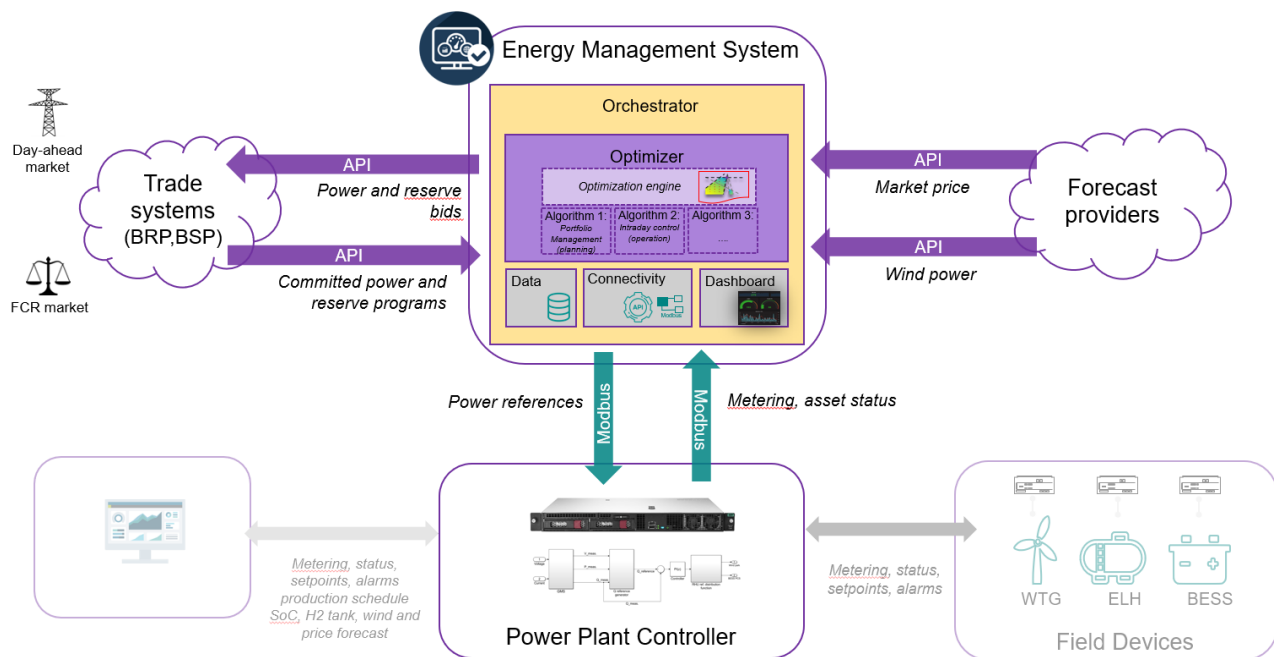 Energy Management System
Orchestrator
Optimizer
Optimization engine
Algorithm 1:
Portfolio
Management
(planning)
Algorithm 2:
Intraday control
(operation)
Algorithm 3:
....
Data
Connectivity
API
Modbus
Dashboard
Day-ahead
market
FCR market
Trade
systems
(BRP,BSP)
API
Power and reserve
bids
API
Committed power and
reserve programs
API
Market price
API
Wind power
Forecast
providers
Power references
Modbus
Modbus
Metering, asset status
Metering, status,
setpoints, alarms
production schedule
SoC, H2 tank, wind and
price forecast
Power Plant Controller
Metering, status,
setpoints, alarms
WTG
ELH
BESS
Field Devices